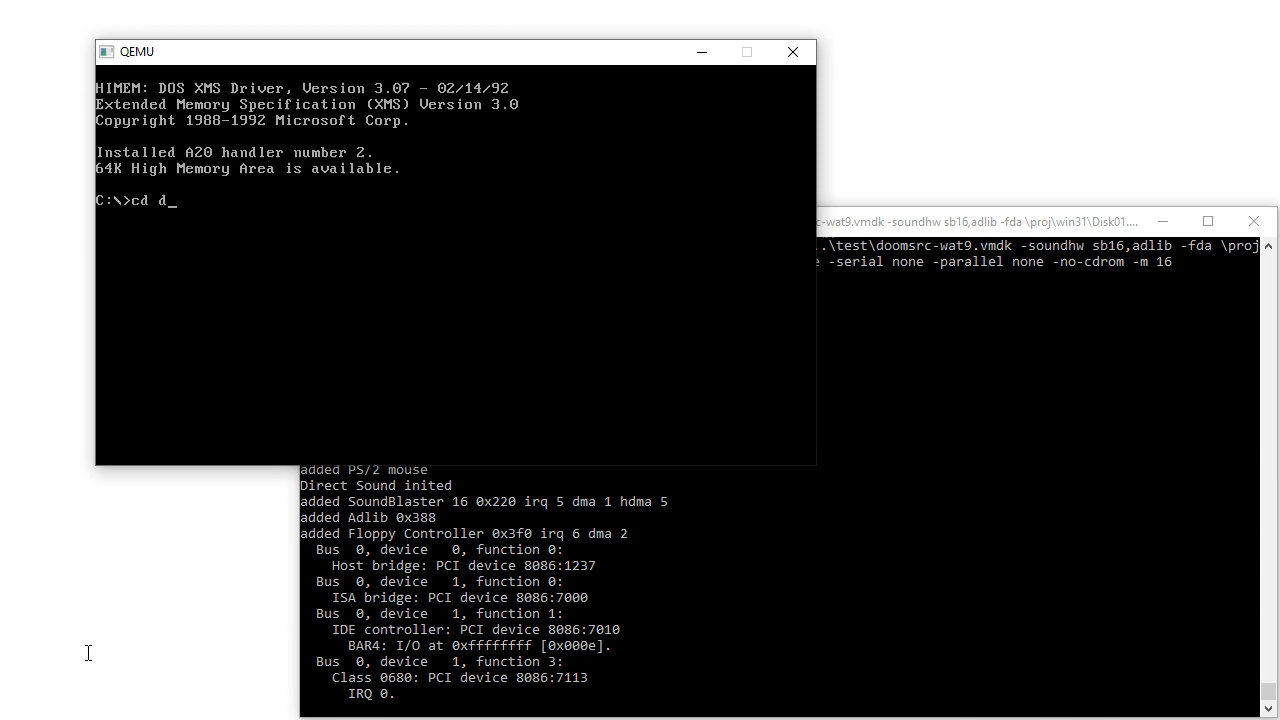 QEMU
HIMEM: DOS XMS Driver, Version 3.07 - 02/14/92
Extended Memory Specification (XMS) Version 3.0
Copyright 1988-1992 Microsoft Corp.
Installed A20 handler number 2.
64K High Memory Area is available.
C:\>cd d_
c-wat9.vmdk -soundhw sb16,adlib -fda \proj\win31\Disk01....
..\test\doomsrc-wat9.vmdk -soundhw sb16,adlib -fda \proj
e -serial none -parallel none -no-cdrom -m 16
added PS/2 mouse
Direct Sound inited
added SoundBlaster 16 0x220 irq 5 dma 1 hdma 5
added Adlib 0x388
added Floppy Controller 0x3f0 irq 6 dma 2
Bus 0, device 0, function 0:
Host bridge: PCI device 8086:1237
Bus 0, device 1, function 0:
ISA bridge: PCI device 8086:7000
Bus 0, device 1, function 1:
IDE controller: PCI device 8086:7010
BAR4: I/O at 0xffffffff [0x000e].
Bus 0, device 1, function 3:
Class 0680: PCI device 8086:7113
IRQ 0.